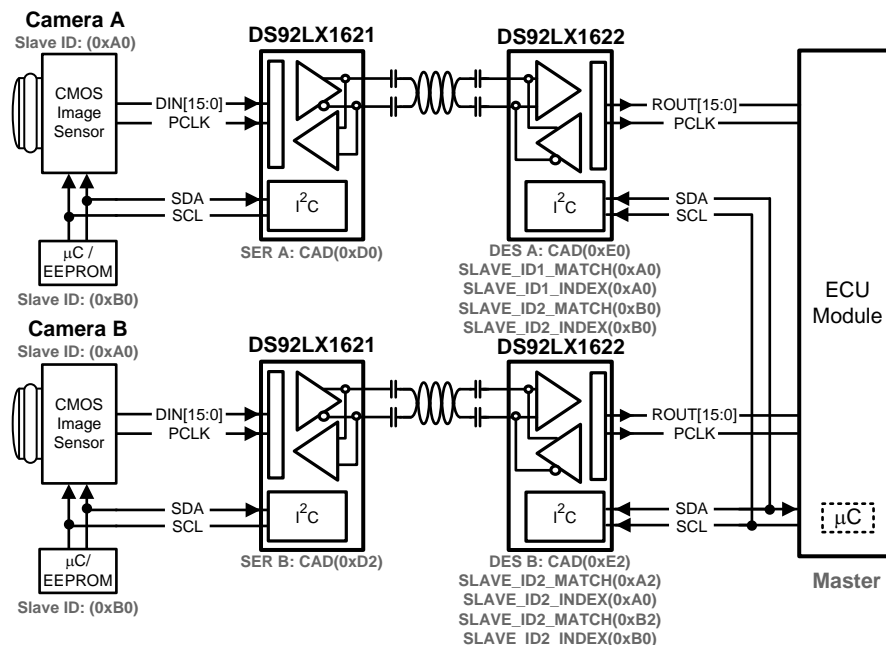 Camera A
Slave ID: (0xA0)
DS92LX1621
DS92LX1622
CMOS
Image
Sensor
DIN[15:0]
PCLK
ROUT[15:0]
PCLK
SDA
SCL
I2C
I2C
SDA
SCL
µC /
EEPROM
Slave ID: (0xB0)
SER A: CAD(0xD0)
DES A: CAD(0xE0)
SLAVE_ID1_MATCH(0xA0)
SLAVE_ID1_INDEX(0xA0)
SLAVE_ID2_MATCH(0xB0)
SLAVE_ID2_INDEX(0xB0)
ECU
Module
Camera B
Slave ID: (0xA0)
DS92LX1621
DS92LX1622
CMOS
Image
Sensor
DIN[15:0]
PCLK
ROUT[15:0]
PCLK
SDA
SCL
I2C
I2C
SDA
SCL
µC
µC/
EEPROM
Slave ID: (0xB0)
SER B: CAD(0xD2)
DES B: CAD(0xE2)
SLAVE_ID2_MATCH(0xA2)
SLAVE_ID2_INDEX(0xA0)
SLAVE_ID2_MATCH(0xB2)
SLAVE_ID2_INDEX(0xB0)
Master